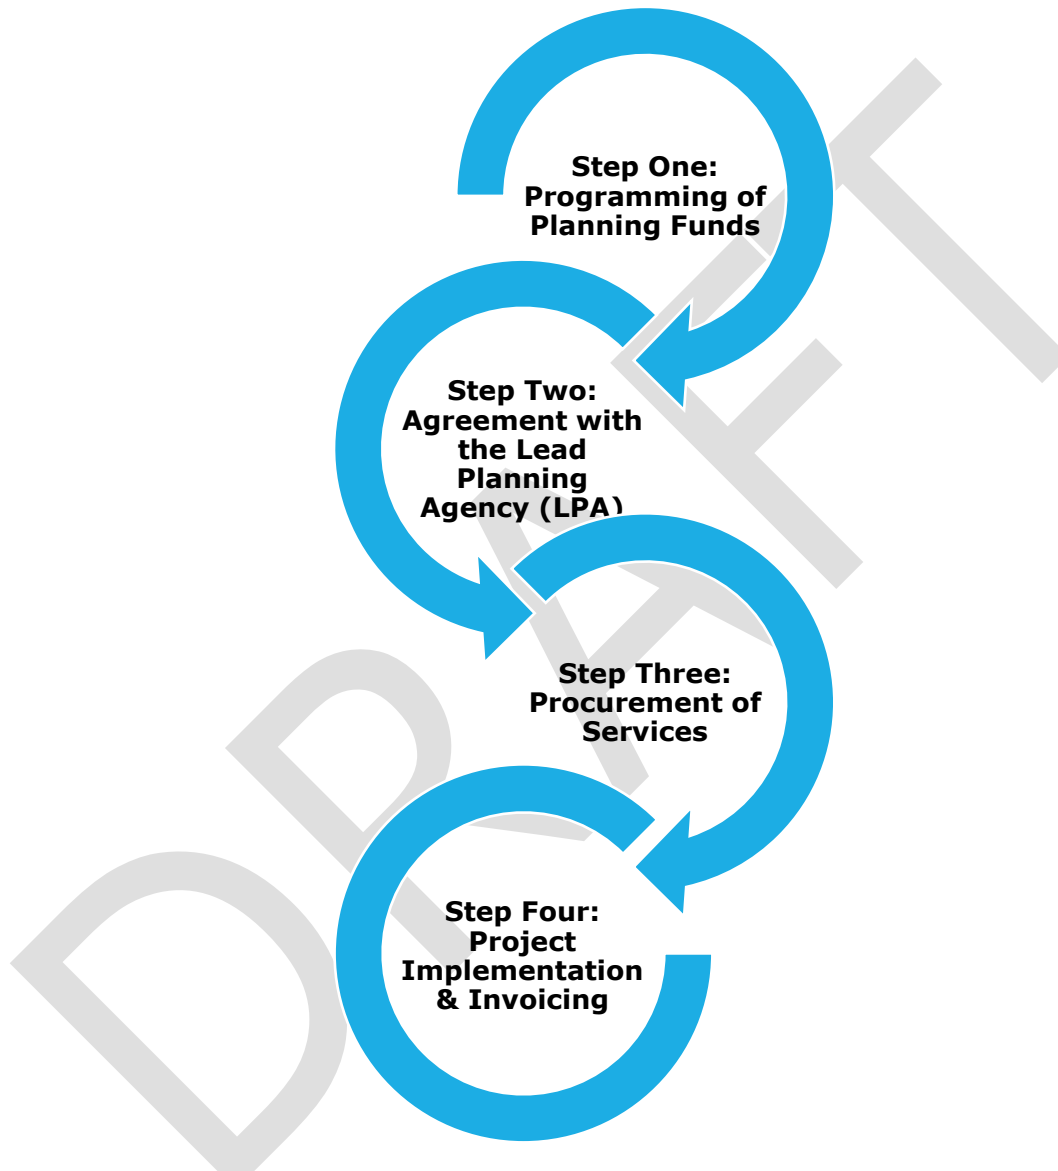 Step One:
Programming of
Planning Funds
Step Two:
Agreement with
the Lead
Planning
Agency (LPA)
Step Three:
Procurement of
Services
Step Four:
Project
Implementation
& Invoicing
DRAFT